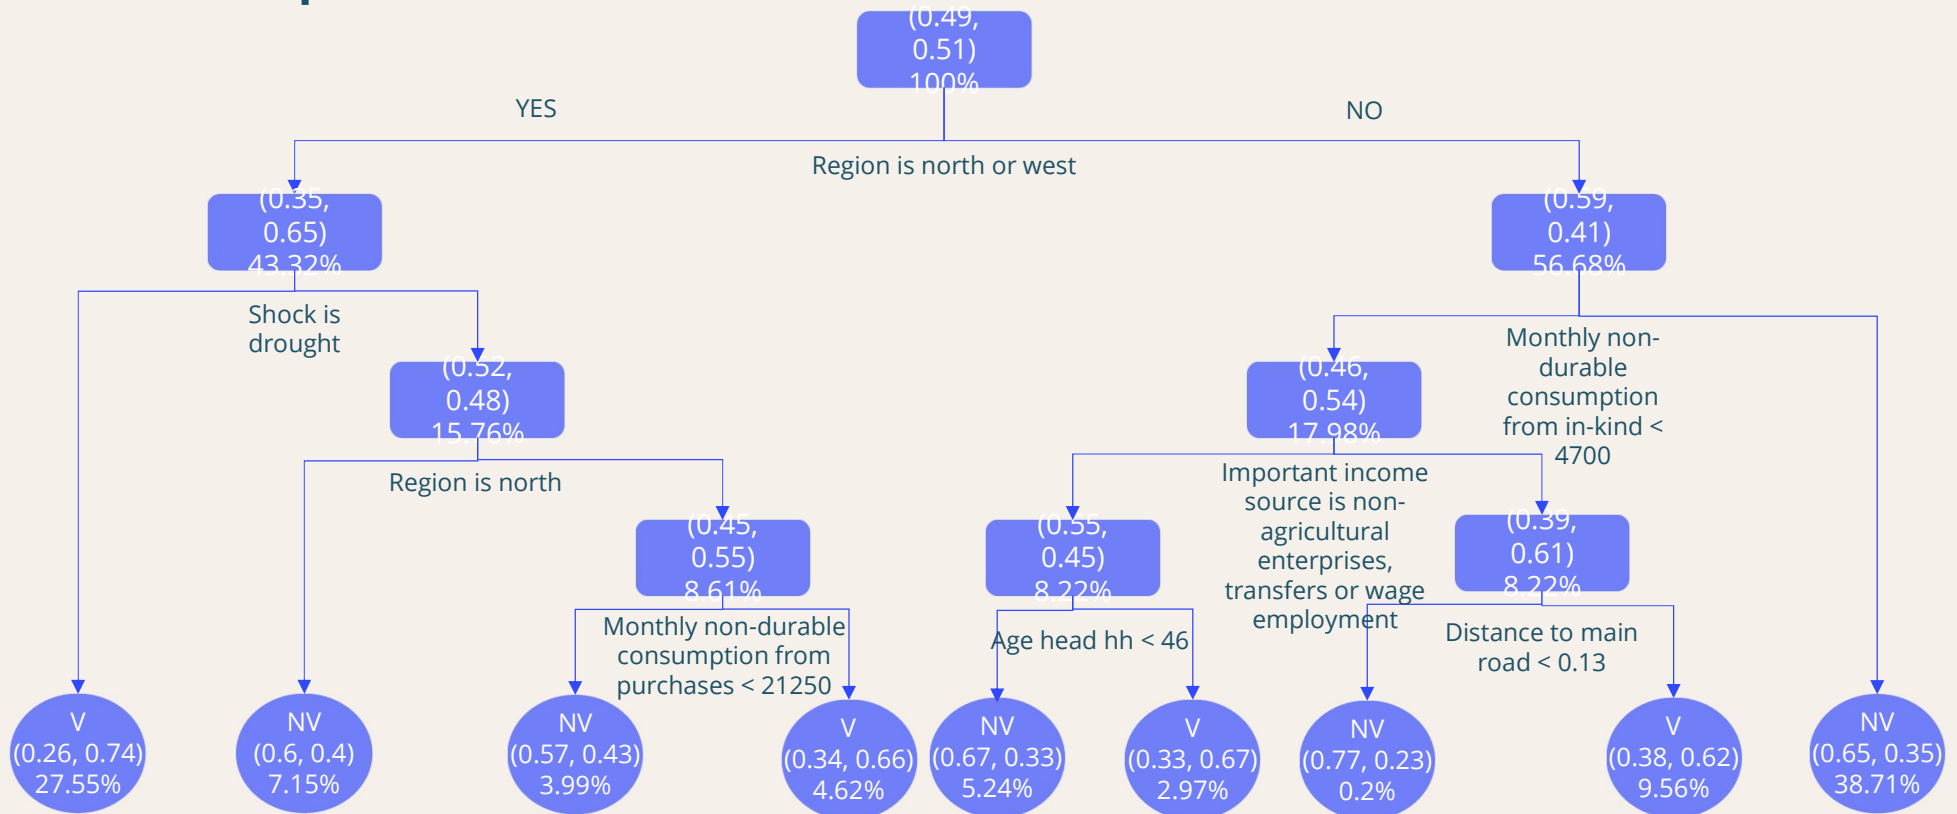 (0.49,
0.51)
100%
YES
NO
Region is north or west
(0.35,
0.65)
43.32%
(0.59,
0.41)
56.68%
Shock is
drought
Monthly non-
durable
consumption
from in-kind <
4700
(0.52,
0.48)
15.76%
(0.46,
0.54)
17.98%
Region is north
Important income
source is non-
agricultural
enterprises,
transfers or wage
employment
(0.45,
0.55)
8.61%
(0.55,
0.45)
8.22%
(0.39,
0.61)
8.22%
Monthly non-durable
consumption from
purchases < 21250
Age head hh < 46
Distance to main
road < 0.13
V
(0.26, 0.74)
27.55%
NV
(0.6, 0.4)
7.15%
NV
(0.57, 0.43)
3.99%
V
(0.34, 0.66)
4.62%
NV
(0.67, 0.33)
5.24%
V
(0.33, 0.67)
2.97%
NV
(0.77, 0.23)
0.2%
V
(0.38, 0.62)
9.56%
NV
(0.65, 0.35)
38.71%